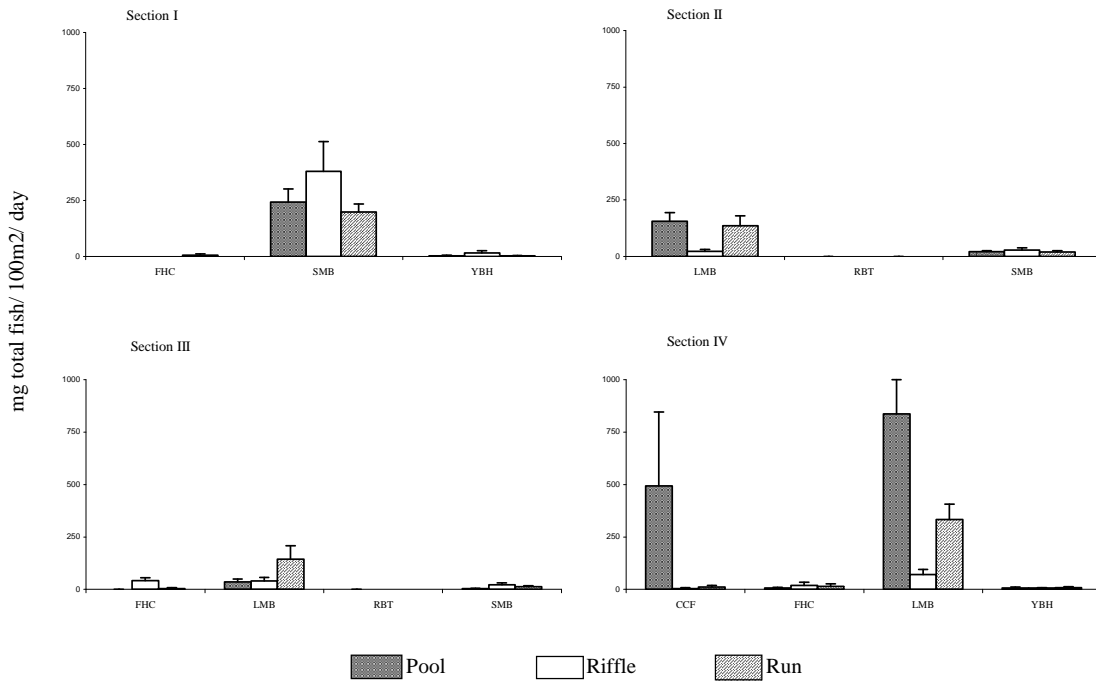 mg total fish/ 100m2/ day
Section I
1000
750
500
250
0
FHC SMB YBH
Section II
1000
750
500
250
0
LMB RBT SMB
Section III
1000
750
500
250
0
FHC LMB RBT SMB
Section IV
1000
750
500
250
0
CCF FHC LMB YBH
Pool Riffle Run